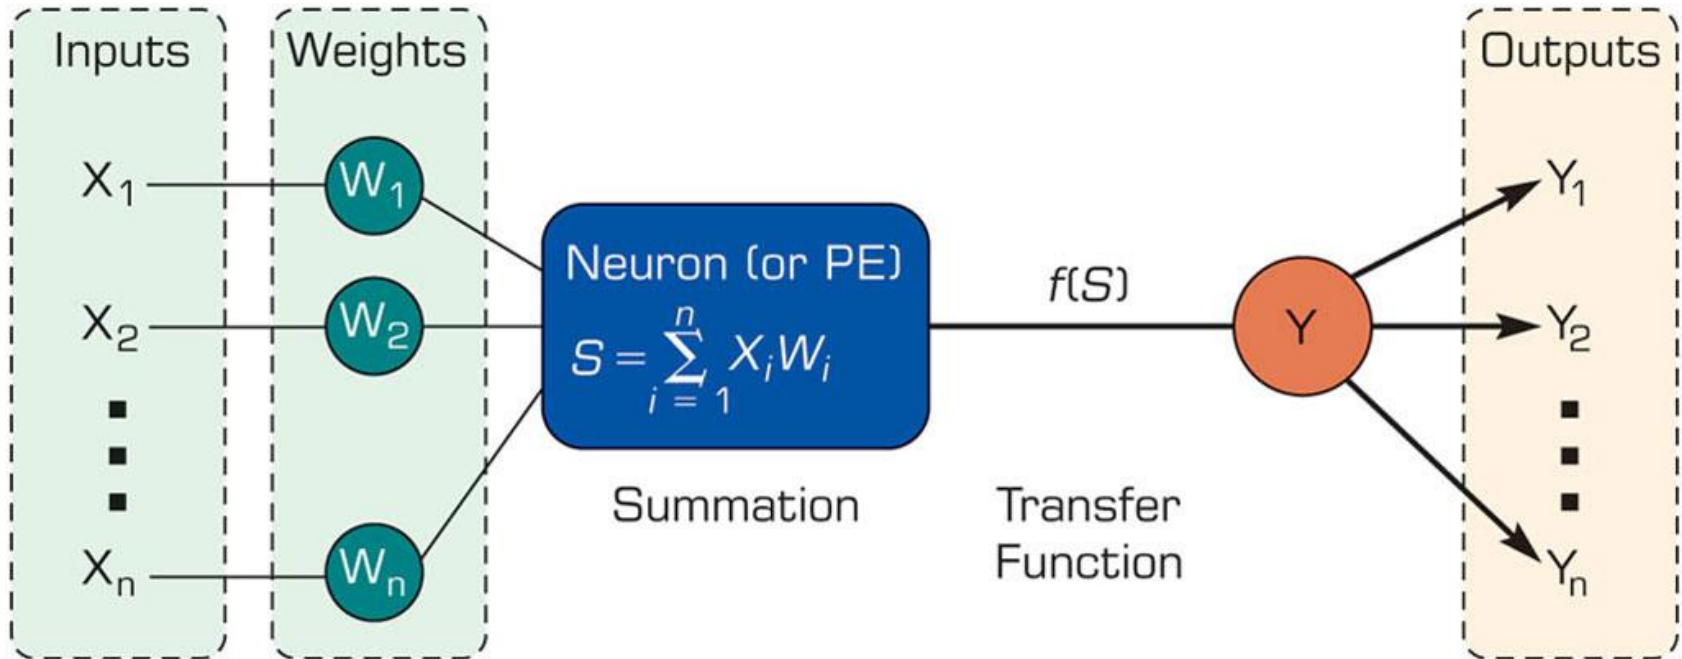 Inputs
Weights
Outputs
X₁
W₁
Y₁
Neuron (or PE)
X₂
W₂
S = ∑ⁿᵢ ₌ ₁ XᵢWᵢ
f(S)
Y
Y₂
Summation
Transfer
Function
Xₙ
Wₙ
Yₙ